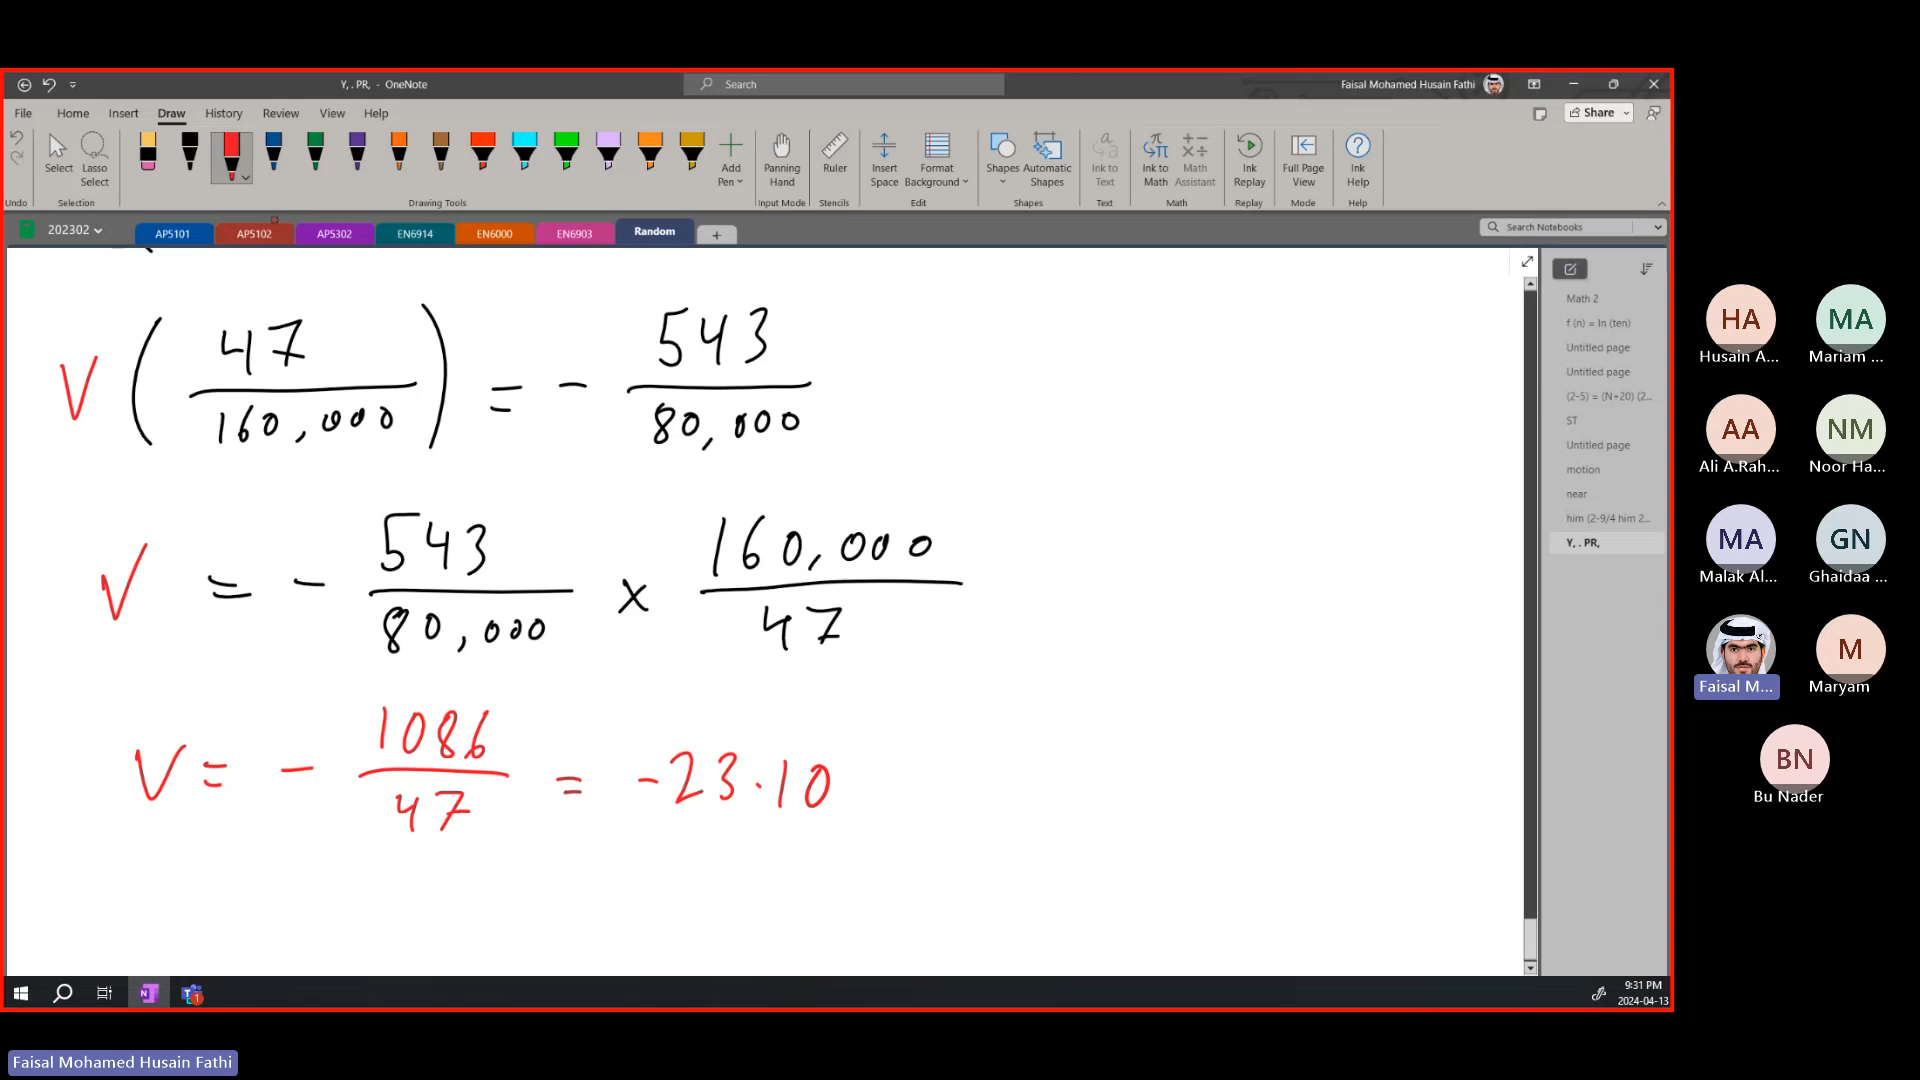 Y, . PR, - OneNote
Search
Faisal Mohamed Husain Fathi
File Home Insert Draw History Review View Help
Share
Undo
Select
Lasso Select
Selection
Drawing Tools
Add Pen
Panning Hand
Input Mode
Ruler
Stencils
Insert Space
Format Background
Edit
Shapes
Automatic Shapes
Shapes
Ink to Text
Text
Ink to Math
Math Assistant
Math
Ink Replay
Replay
Full Page View
Mode
Ink Help
Help
202302
AP5101 AP5102 AP5302 EN6914 EN6000 EN6903 Random +
Search Notebooks
V ( 47 / 160,000 ) = - 543 / 80,000
V = - 543 / 80,000 x 160,000 / 47
V = - 1086 / 47 = -23.10
Math 2
f (n) = ln (ten)
Untitled page
Untitled page
(2-5) = (N+20) (2...
ST
Untitled page
motion
near
him (2-9/4 him 2...
Y, . PR,
HA
Husain A...
MA
Mariam ...
AA
Ali A.Rah...
NM
Noor Ha...
MA
Malak Al...
GN
Ghaidaa ...
Faisal M...
M
Maryam
BN
Bu Nader
N
T 1
9:31 PM
2024-04-13
Faisal Mohamed Husain Fathi